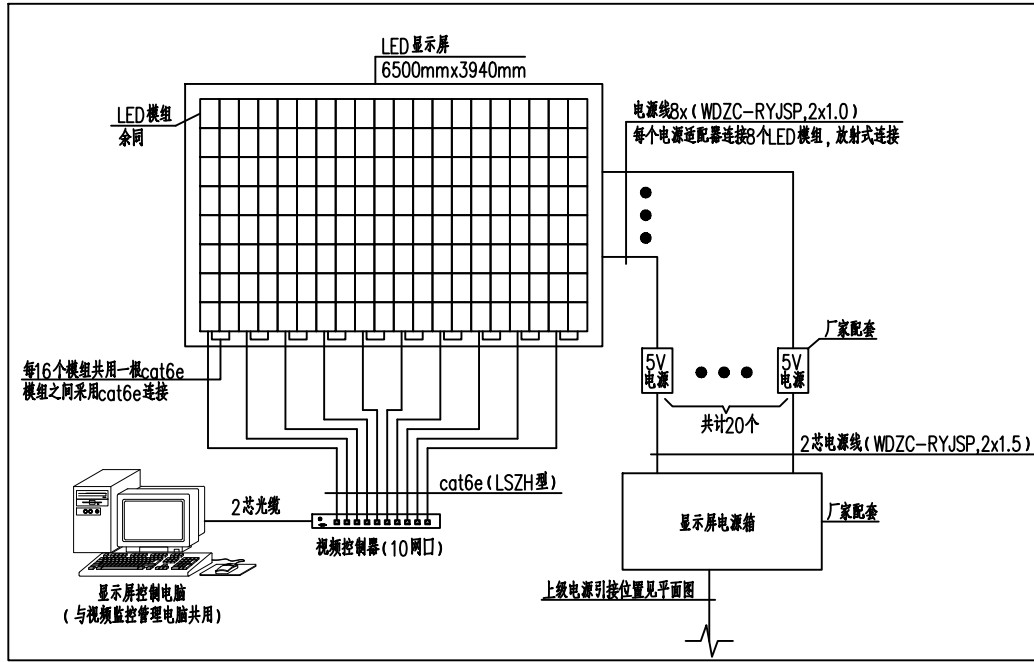 LED显示屏
6500mmx3940mm
LED模组
余同
电源线8x(WDZC-RYJSP,2x1.0)
每个电源适配器连接8个LED模组，放射式连接
厂家配套
5V
电源
5V
电源
每16个模组共用一根cat6e
模组之间采用cat6e连接
共计20个
2芯电源线(WDZC-RYJSP,2x1.5)
cat6e(LSZH型)
2芯光缆
显示屏电源箱
厂家配套
视频控制器(10网口)
显示屏控制电脑
(与视频监控管理电脑共用)
上级电源引接位置见平面图